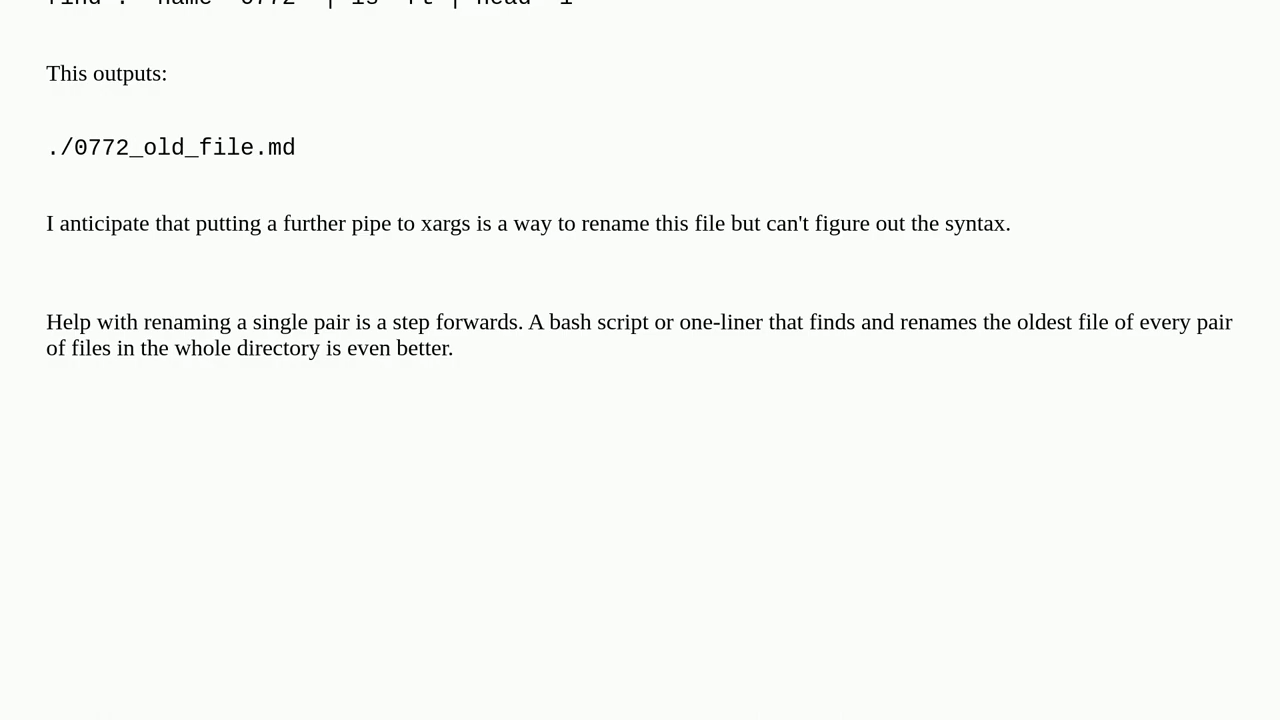 This outputs:
./0772_old_file.md
I anticipate that putting a further pipe to xargs is a way to rename this file but can't figure out the syntax.
Help with renaming a single pair is a step forwards. A bash script or one-liner that finds and renames the oldest file of every pair
of files in the whole directory is even better.